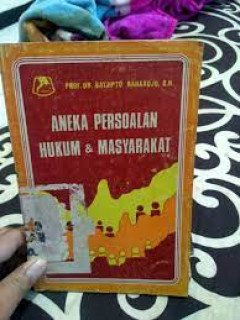 PROF. DR. SATJIPTO RAHARDJO, S.H.
ANEKA PERSOALAN
HUKUM & MASYARAKAT